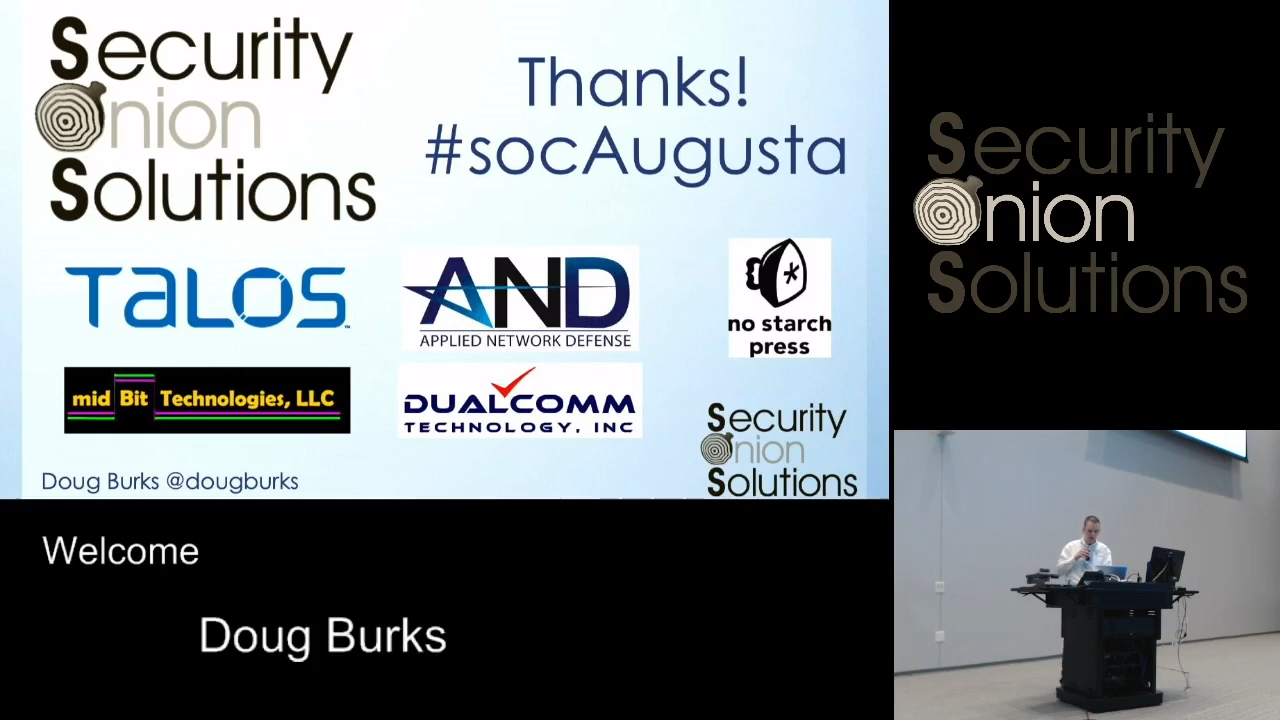 Security
Onion
Solutions
Thanks!
#socAugusta
TALOS
AND
APPLIED NETWORK DEFENSE
no starch
press
mid Bit Technologies, LLC
DUALCOMM
TECHNOLOGY, INC
Security
Onion
Solutions
Doug Burks @dougburks
Welcome
Doug Burks
Security
Onion
Solutions